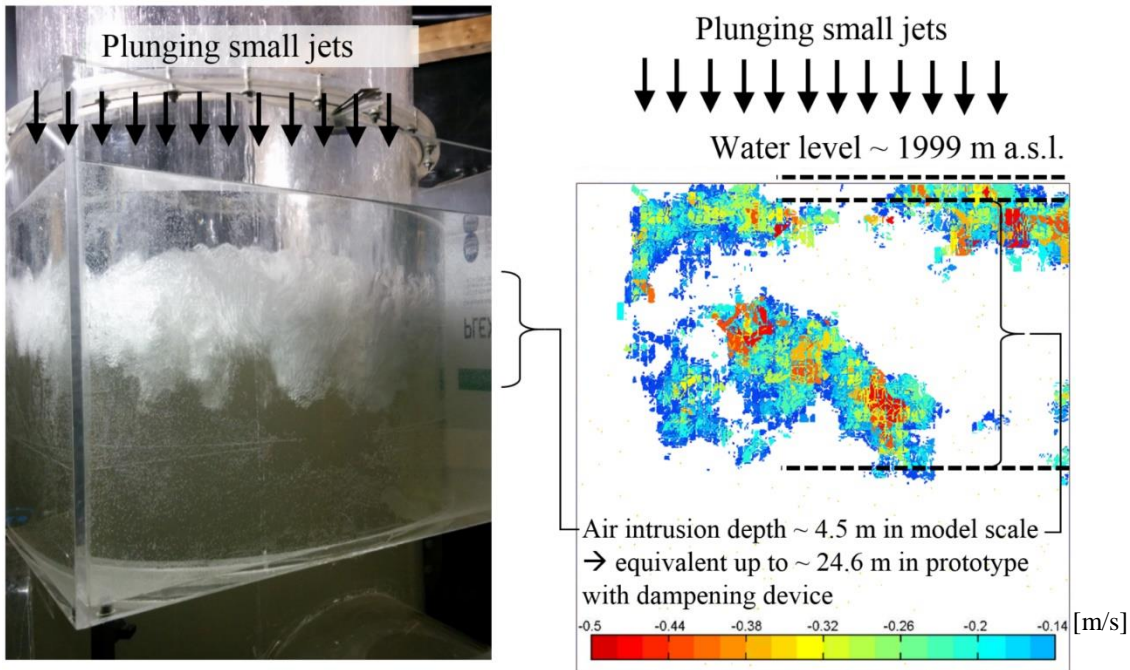 Plunging small jets
PLEX
Plunging small jets
Water level ~ 1999 m a.s.l.
Air intrusion depth ~ 4.5 m in model scale
→ equivalent up to ~ 24.6 m in prototype
with dampening device
-0.5 -0.44 -0.38 -0.32 -0.26 -0.2 -0.14 [m/s]